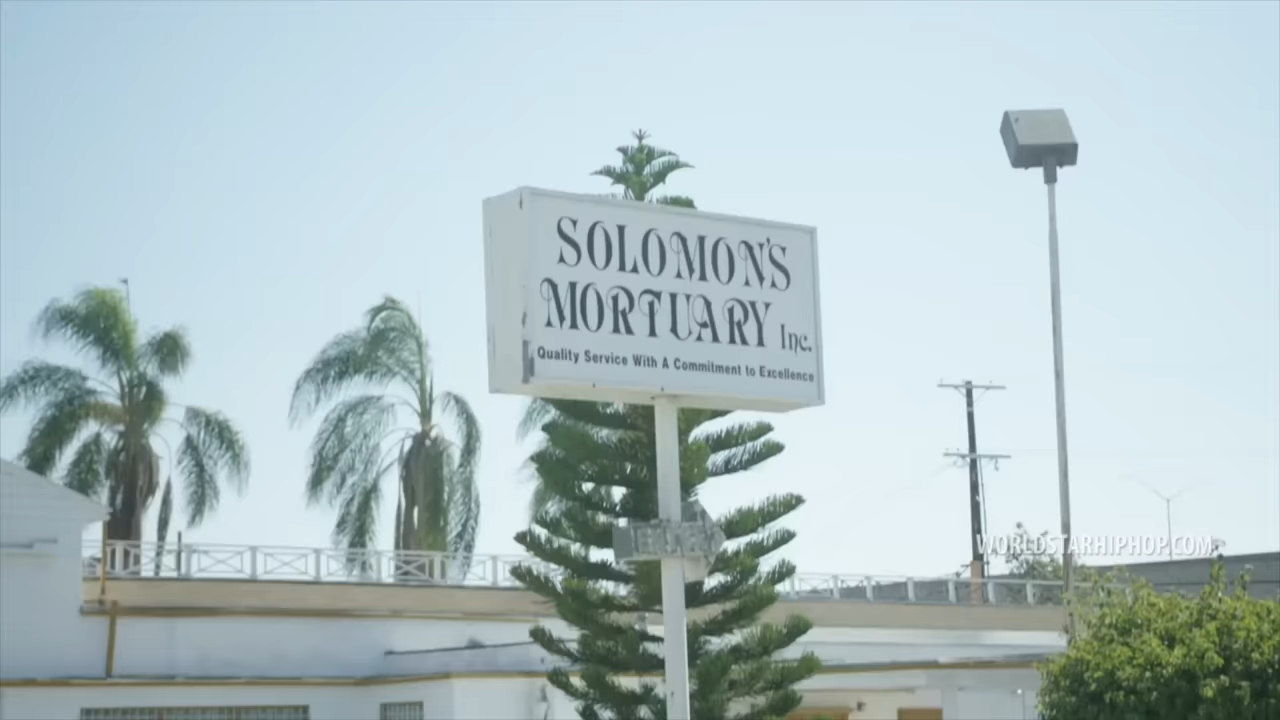 SOLOMON'S
MORTUARY Inc.
Quality Service With A Commitment to Excellence
WORLDSTARHIPHOP.COM